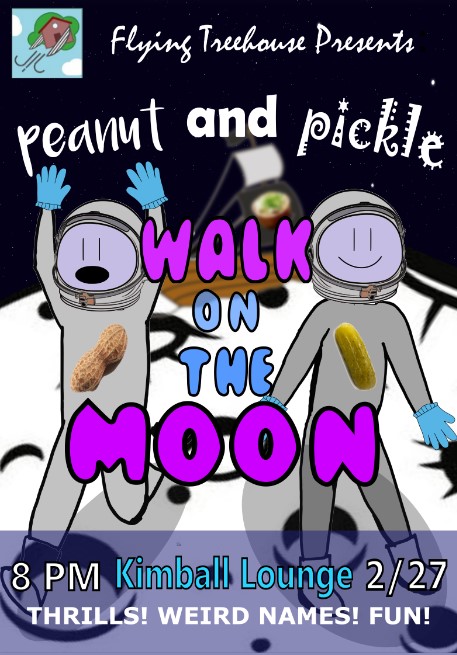 Flying Treehouse Presents
peanut and pickle
WALK
ON
THE
MOON
8 PM Kimball Lounge 2/27
THRILLS! WEIRD NAMES! FUN!